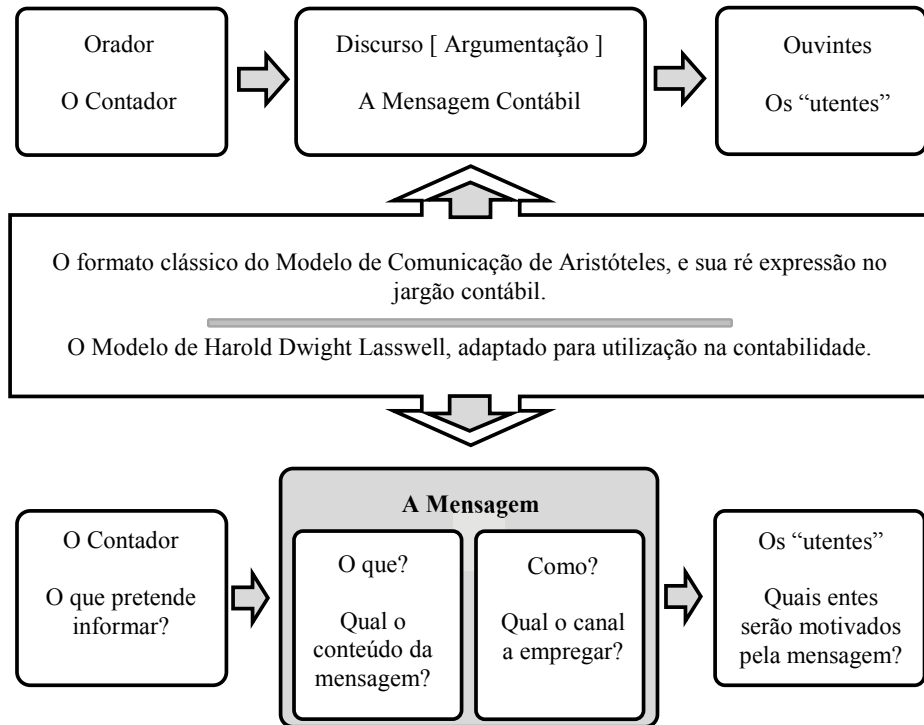 Orador
O Contador
Discurso [ Argumentação ]
A Mensagem Contábil
Ouvintes
Os “utentes”
O formato clássico do Modelo de Comunicação de Aristóteles, e sua ré expressão no
jargão contábil.
O Modelo de Harold Dwight Lasswell, adaptado para utilização na contabilidade.
A Mensagem
O Contador
O que pretende
informar?
O que?
Qual o
conteúdo da
mensagem?
Como?
Qual o canal
a empregar?
Os “utentes”
Quais entes
serão motivados
pela mensagem?